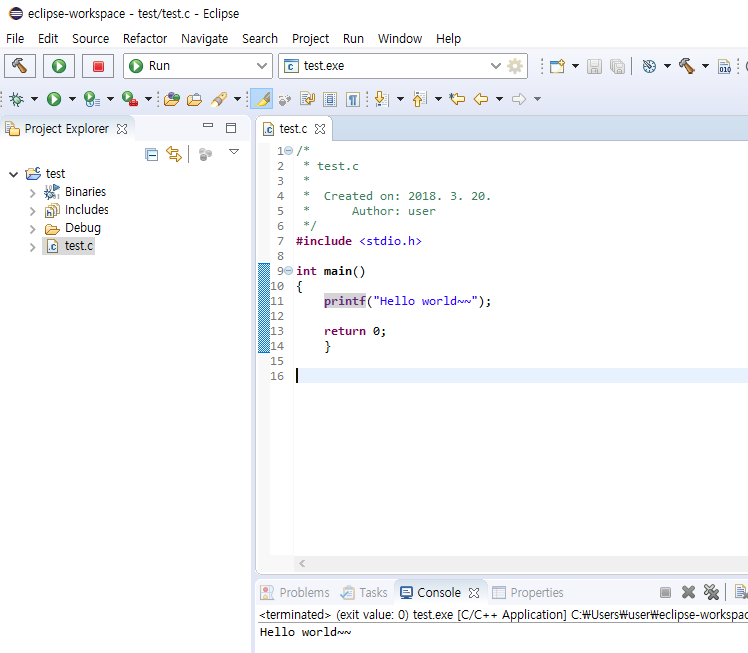 eclipse-workspace - test/test.c - Eclipse
File Edit Source Refactor Navigate Search Project Run Window Help
Run test.exe
Project Explorer
test
Binaries
Includes
Debug
test.c
test.c
1 /*
2 * test.c
3 *
4 * Created on: 2018. 3. 20.
5 * Author: user
6 */
7 #include <stdio.h>
8
9 int main()
10 {
11 printf("Hello world~~");
12
13 return 0;
14 }
15
16
Problems Tasks Console Properties
<terminated> (exit value: 0) test.exe [C/C++ Application] C:₩Users₩user₩eclipse-workspac
Hello world~~